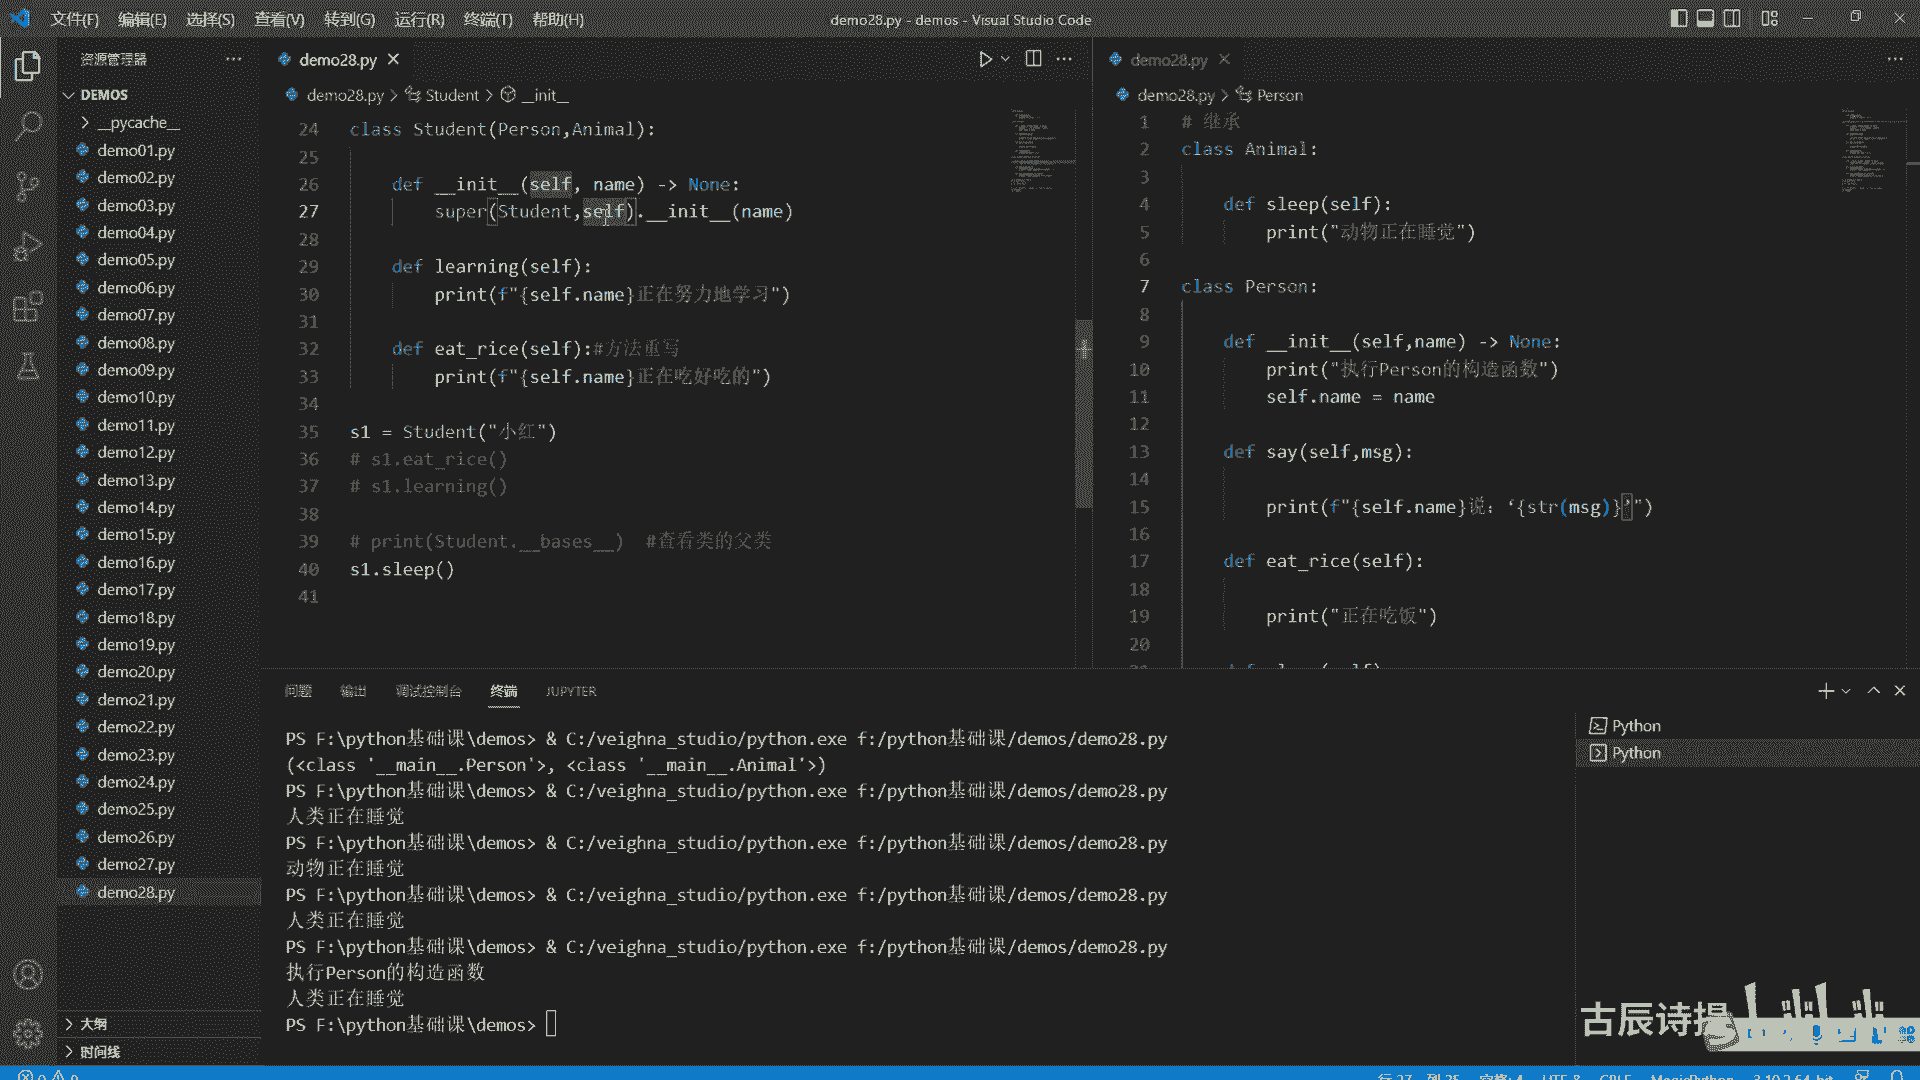 文件(F) 编辑(E) 选择(S) 查看(V) 转到(G) 运行(R) 终端(T) 帮助(H)
demo28.py - demos - Visual Studio Code
资源管理器
DEMOS
__pycache__
demo01.py
demo02.py
demo03.py
demo04.py
demo05.py
demo06.py
demo07.py
demo08.py
demo09.py
demo10.py
demo11.py
demo12.py
demo13.py
demo14.py
demo15.py
demo16.py
demo17.py
demo18.py
demo19.py
demo20.py
demo21.py
demo22.py
demo23.py
demo24.py
demo25.py
demo26.py
demo27.py
demo28.py
大纲
时间线
demo28.py
demo28.py > Student > __init__
24 class Student(Person,Animal):
25
26 def __init__(self, name) -> None:
27 super(Student,self).__init__(name)
28
29 def learning(self):
30 print(f"{self.name}正在努力地学习")
31
32 def eat_rice(self):#方法重写
33 print(f"{self.name}正在吃好吃的")
34
35 s1 = Student("小红")
36 # s1.eat_rice()
37 # s1.learning()
38
39 # print(Student.__bases__) #查看类的父类
40 s1.sleep()
41
demo28.py
demo28.py > Person
1 # 继承
2 class Animal:
3
4 def sleep(self):
5 print("动物正在睡觉")
6
7 class Person:
8
9 def __init__(self,name) -> None:
10 print("执行Person的构造函数")
11 self.name = name
12
13 def say(self,msg):
14
15 print(f"{self.name}说：‘{str(msg)}’")
16
17 def eat_rice(self):
18
19 print("正在吃饭")
20
问题 输出 调试控制台 终端 JUPYTER
PS F:\python基础课\demos> & C:/veighna_studio/python.exe f:/python基础课/demos/demo28.py
(<class '__main__.Person'>, <class '__main__.Animal'>)
PS F:\python基础课\demos> & C:/veighna_studio/python.exe f:/python基础课/demos/demo28.py
人类正在睡觉
PS F:\python基础课\demos> & C:/veighna_studio/python.exe f:/python基础课/demos/demo28.py
动物正在睡觉
PS F:\python基础课\demos> & C:/veighna_studio/python.exe f:/python基础课/demos/demo28.py
人类正在睡觉
PS F:\python基础课\demos> & C:/veighna_studio/python.exe f:/python基础课/demos/demo28.py
执行Person的构造函数
人类正在睡觉
PS F:\python基础课\demos>
Python
Python
古辰诗提